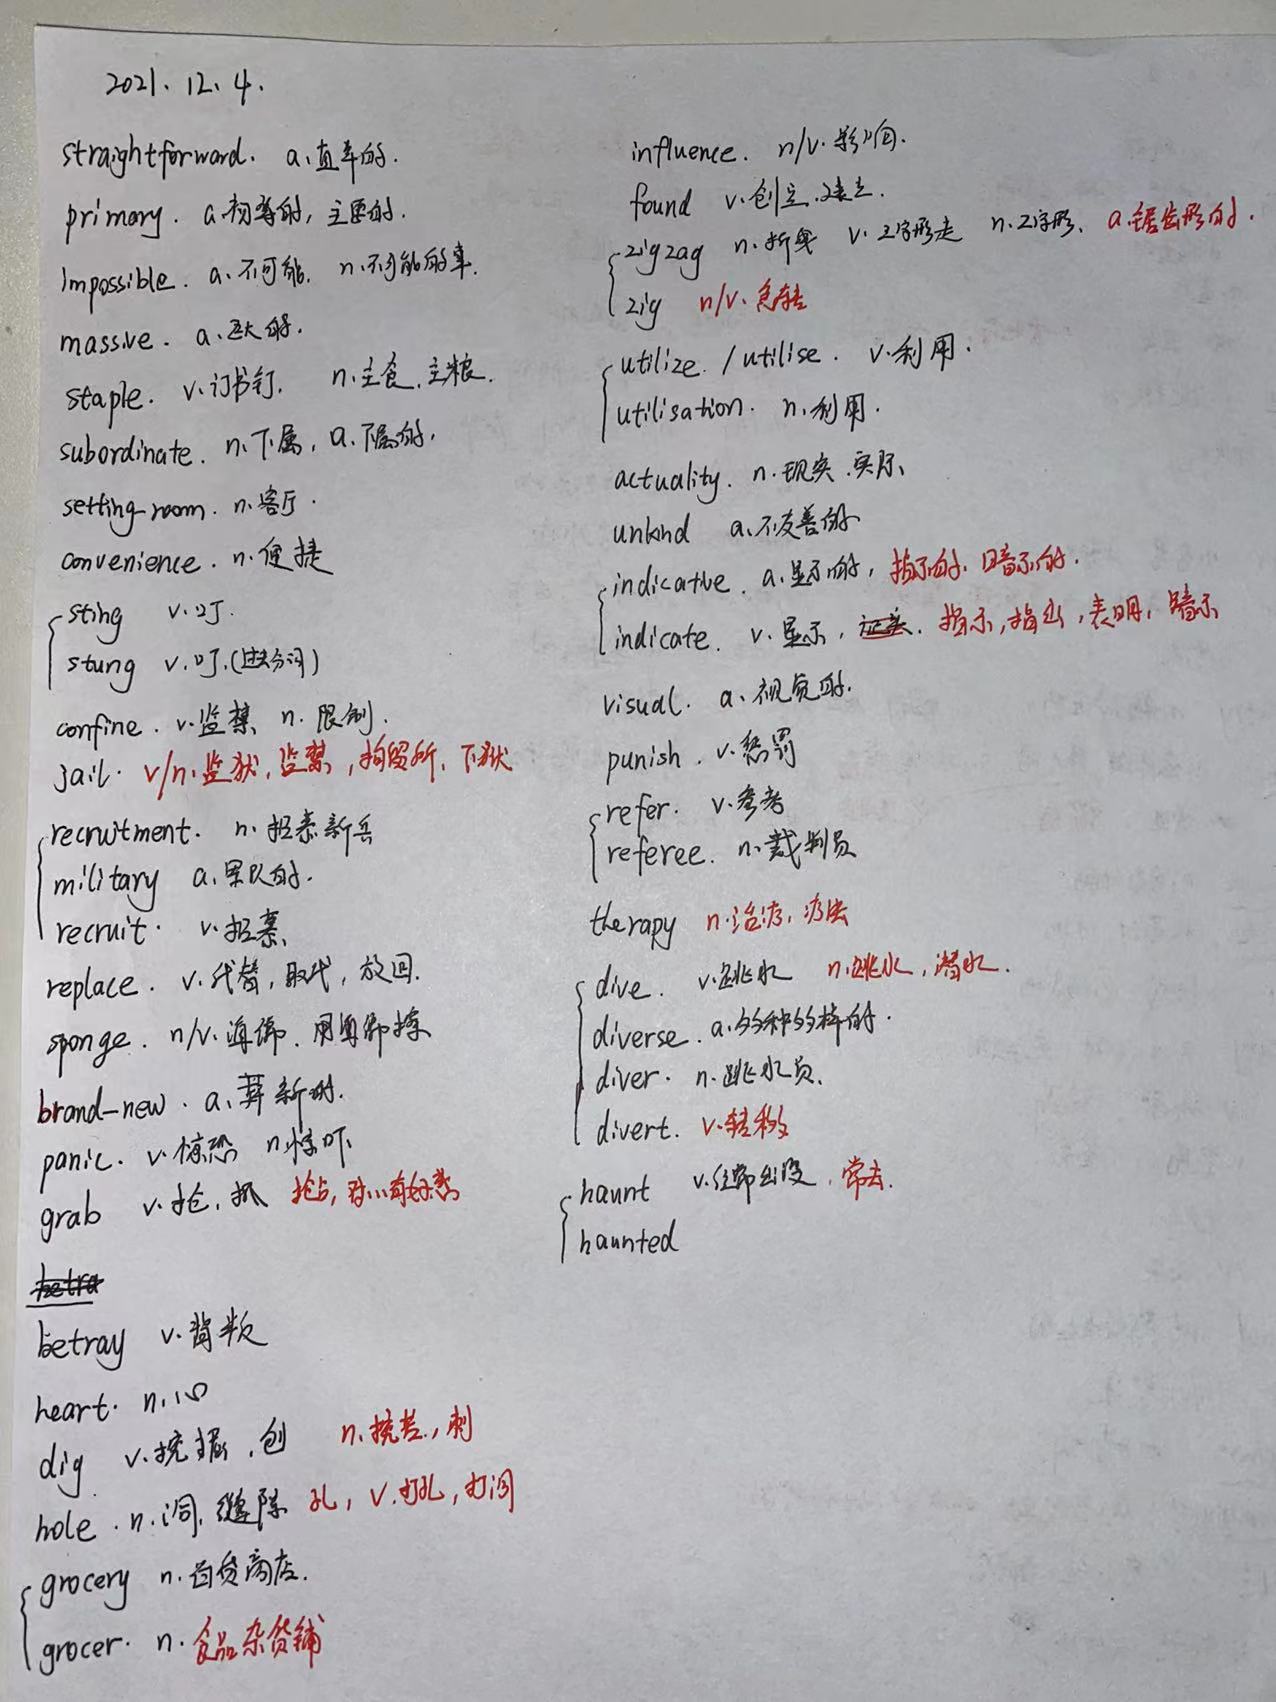 2021.12.4.
straightforward. a.直率的.
primary. a.初等的, 主要的.
impossible. a.不可能. n.不可能的事.
massive. a.巨大的.
staple. v.订书钉. n.主食.主粮.
subordinate. n.下属, a.下属的.
setting-room. n.客厅.
convenience. n.便捷
sting v.叮.
stung v.叮.(过去分词)
confine. v.监禁 n.限制.
jail. v/n.监狱, 监禁, 拘留所, 下狱
recruitment. n.招募新兵
military a.军队的.
recruit. v.招募
replace. v.代替, 取代, 放回.
sponge. n/v.海绵. 用海绵擦
brand-new. a.崭新的.
panic. v.惊恐 n.惊吓
grab v.抢, 抓 抢占, 对……有好感
betra
betray v.背叛
heart. n.心
dig v.挖掘, 刨 n.挖苦, 刺
hole. n.洞, 缝隙 孔, v.打孔, 打洞
grocery n.百货商店.
grocer. n.食品杂货铺
influence. n/v.影响.
found v.创立.建立.
zigzag n.折线 v.Z字形走 n.Z字形. a.锯齿形的.
zig n/v.急转
utilize. / utilise. v.利用.
utilisation. n.利用.
actuality. n.现实.实际.
unkind a.不友善的
indicative. a.显示的, 指示的. 暗示的.
indicate. v.显示, 证实. 指示, 指出, 表明, 暗示
visual. a.视觉的.
punish. v.惩罚
refer. v.参考
referee. n.裁判员
therapy n.治疗, 疗法
dive. v.跳水 n.跳水, 潜水.
diverse. a.多种多样的.
diver. n.跳水员.
divert. v.转移
haunt v.经常出没, 常去.
haunted